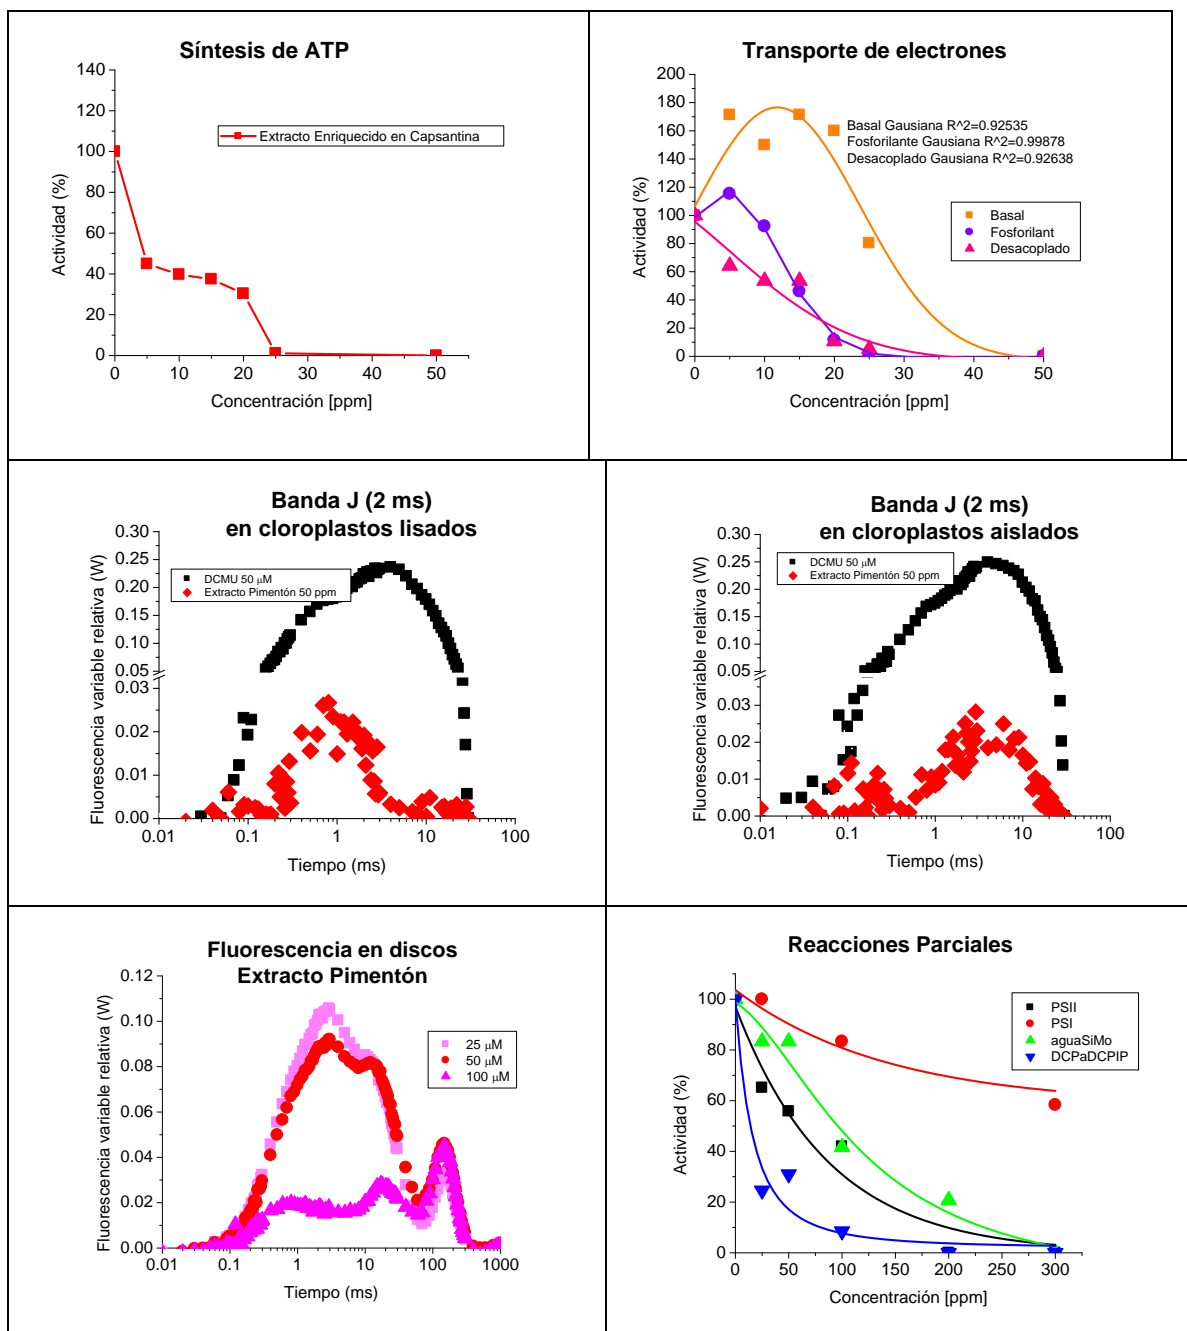 Síntesis de ATP
140
120
100
80
60
40
20
0
Actividad (%)
Extracto Enriquecido en Capsantina
0 10 20 30 40 50
Concentración [ppm]
Transporte de electrones
200
180
160
140
120
100
80
60
40
20
0
Actividad (%)
Basal Gausiana R^2=0.92535
Fosforilante Gausiana R^2=0.99878
Desacoplado Gausiana R^2=0.92638
Basal
Fosforilant
Desacoplado
0 10 20 30 40 50
Concentración [ppm]
Banda J (2 ms)
en cloroplastos lisados
0.30
0.25
0.20
0.15
0.10
0.05
0.03
0.02
0.01
0.00
Fluorescencia variable relativa (W)
DCMU 50 μM
Extracto Pimentón 50 ppm
0.01 0.1 1 10 100
Tiempo (ms)
Banda J (2 ms)
en cloroplastos aislados
0.30
0.25
0.20
0.15
0.10
0.05
0.03
0.02
0.01
0.00
Fluorescencia variable relativa (W)
DCMU 50 μM
Extracto Pimentón 50 ppm
0.01 0.1 1 10 100
Tiempo (ms)
Fluorescencia en discos
Extracto Pimentón
0.12
0.10
0.08
0.06
0.04
0.02
0.00
Fluorescencia variable relativa (W)
25 μM
50 μM
100 μM
0.01 0.1 1 10 100 1000
Tiempo (ms)
Reacciones Parciales
100
80
60
40
20
0
Actividad (%)
PSII
PSI
aguaSiMo
DCPaDCPIP
0 50 100 150 200 250 300
Concentración [ppm]